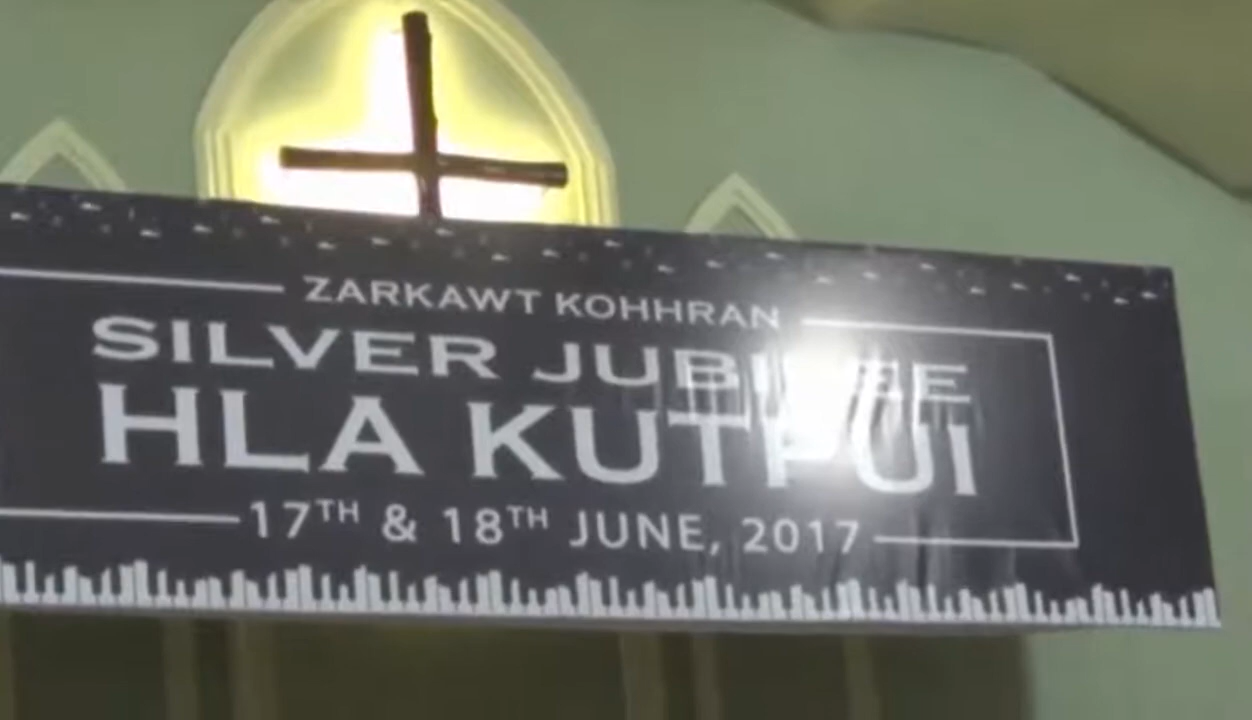 ZARKAWT KOHHRAN
SILVER JUBILEE
HLA KUTPUI
17TH & 18TH JUNE, 2017